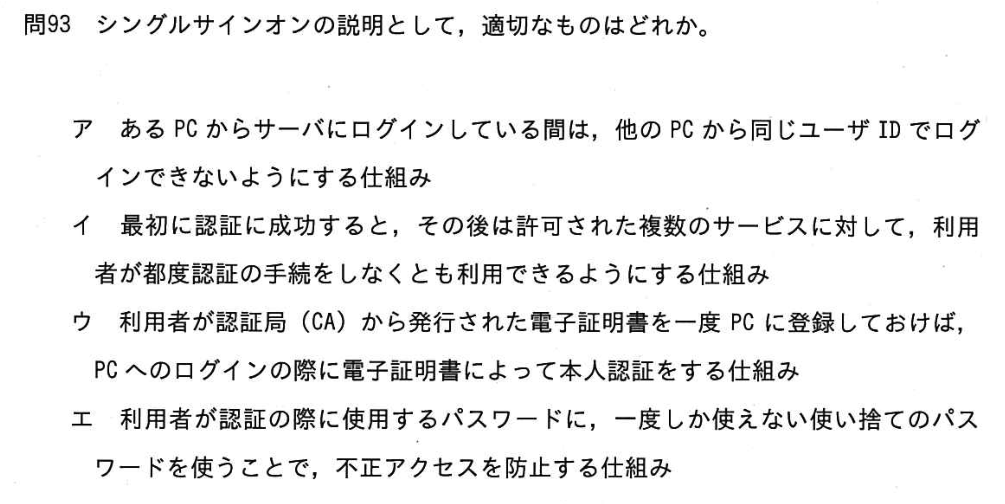 問93 シングルサインオンの説明として，適切なものはどれか。
ア ある PC からサーバにログインしている間は，他の PC から同じユーザ ID でログ
インできないようにする仕組み
イ 最初に認証に成功すると，その後は許可された複数のサービスに対して，利用
者が都度認証の手続をしなくとも利用できるようにする仕組み
ウ 利用者が認証局（CA）から発行された電子証明書を一度 PC に登録しておけば，
PC へのログインの際に電子証明書によって本人認証をする仕組み
エ 利用者が認証の際に使用するパスワードに，一度しか使えない使い捨てのパス
ワードを使うことで，不正アクセスを防止する仕組み